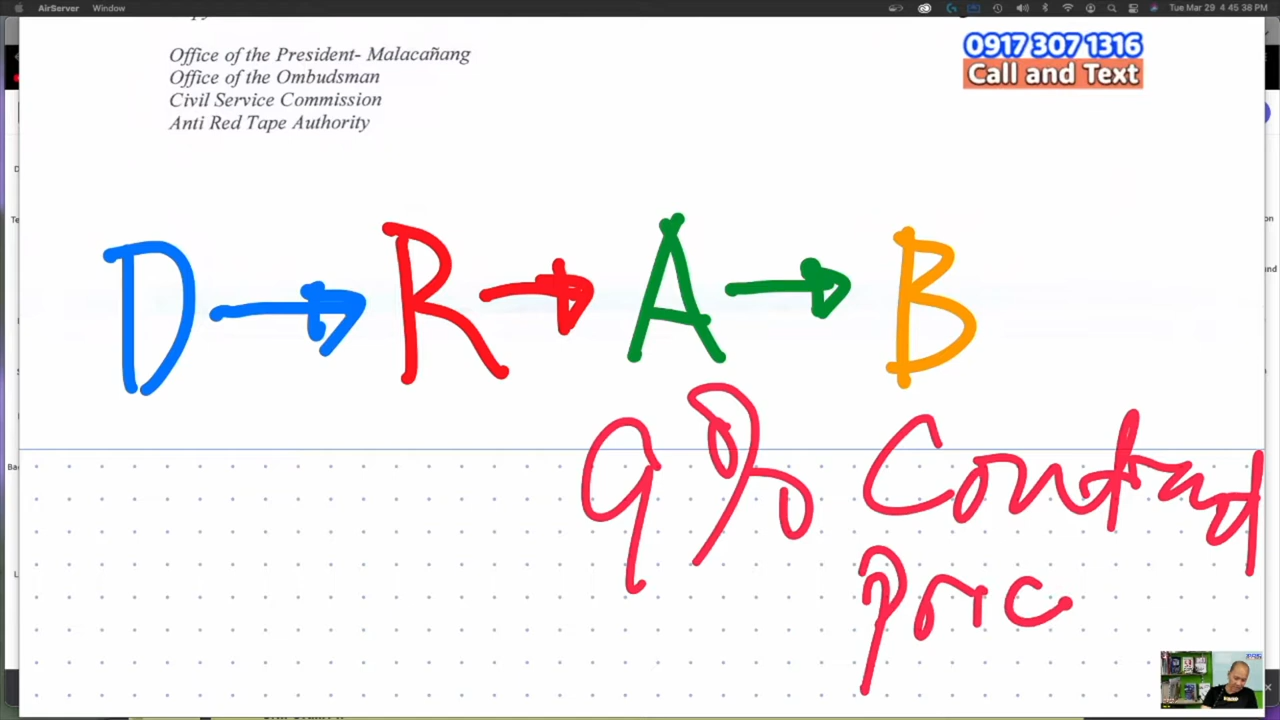 AirServer Window Tue Mar 29 4:45:38 PM
0917 307 1316
Call and Text
Office of the President- Malacañang
Office of the Ombudsman
Civil Service Commission
Anti Red Tape Authority
D R A B
9% Contract
Pric